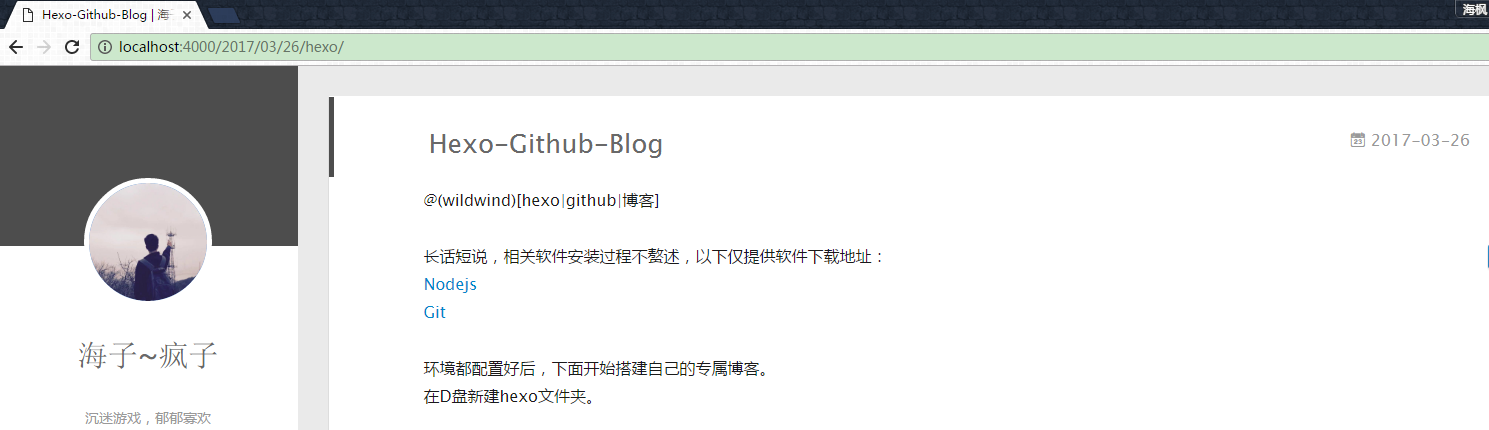 Hexo-Github-Blog | 海子
海枫
localhost:4000/2017/03/26/hexo/
Hexo-Github-Blog
23
2017-03-26
@(wildwind)[hexo|github|博客]
长话短说，相关软件安装过程不螯述，以下仅提供软件下载地址：
Nodejs
Git
环境都配置好后，下面开始搭建自己的专属博客。
在D盘新建hexo文件夹。
海子~疯子
沉迷游戏，郁郁寡欢